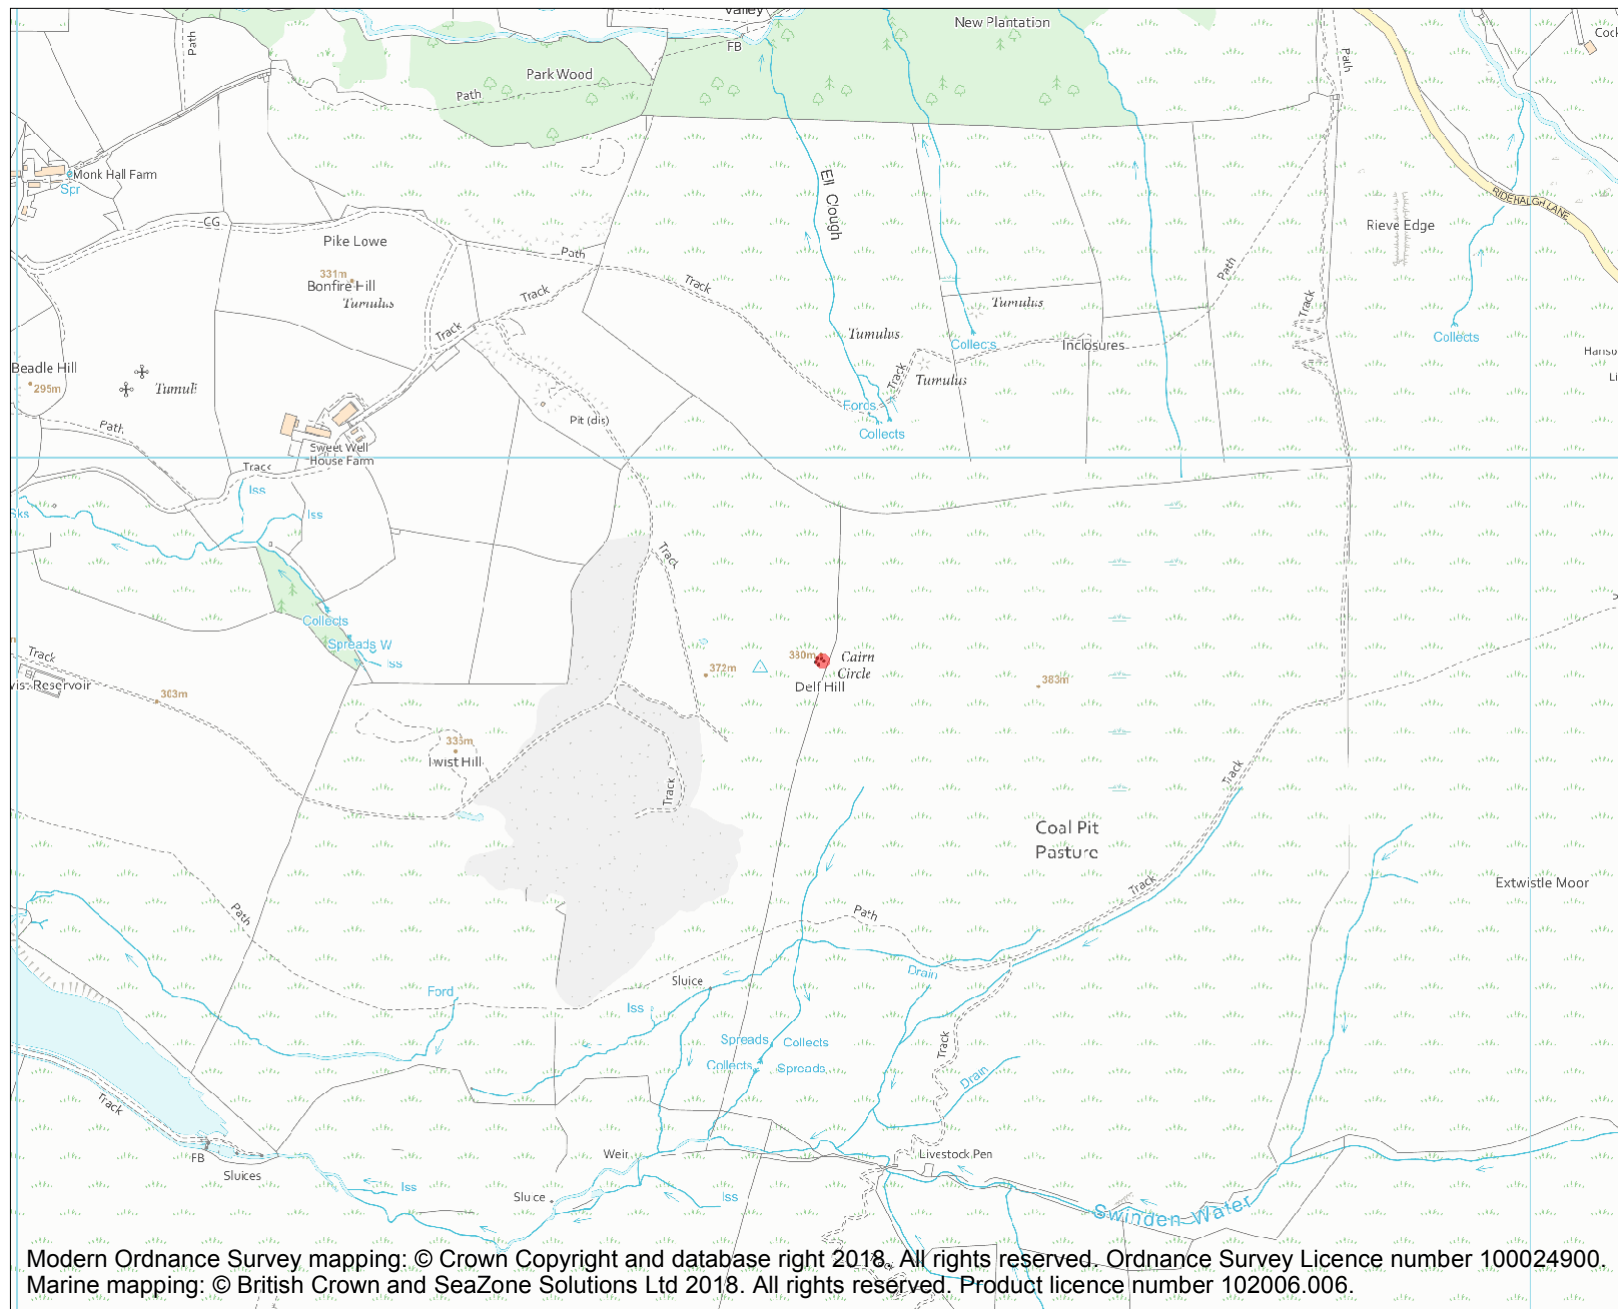 Valley
New Plantation
FB
Path
Park Wood
Path
Path
Monk Hall Farm
Spr
CG
Pike Lowe
331m
Bonfire Hill
Tumulus
Path
Track
Track
Track
Ell Clough
RIDEHALGH LANE
Rieve Edge
Path
Track
Tumulus
Tumulus
Collects
Inclosures
Collects
Beadle Hill
295m
Tumuli
Track
Tumulus
Fords
Collects
Pit (dis)
Path
Sweet Well
House Farm
Track
Iss
Iss
Track
Collects
Spreads W
Iss
Track
Reservoir
303m
372m
380m
Cairn
Circle
Delf Hill
383m
335m
Twist Hill
Track
Track
Coal Pit
Pasture
Track
Extwistle Moor
Path
Path
Drain
Sluice
Ford
Iss
Spreads
Collects
Collects
Spreads
Track
Drain
Track
FB
Sluices
Weir
Livestock Pen
Iss
Sluice
Iss
Swinden Water
Modern Ordnance Survey mapping: © Crown Copyright and database right 2018. All rights reserved. Ordnance Survey Licence number 100024900.
Marine mapping: © British Crown and SeaZone Solutions Ltd 2018. All rights reserved. Product licence number 102006.006.